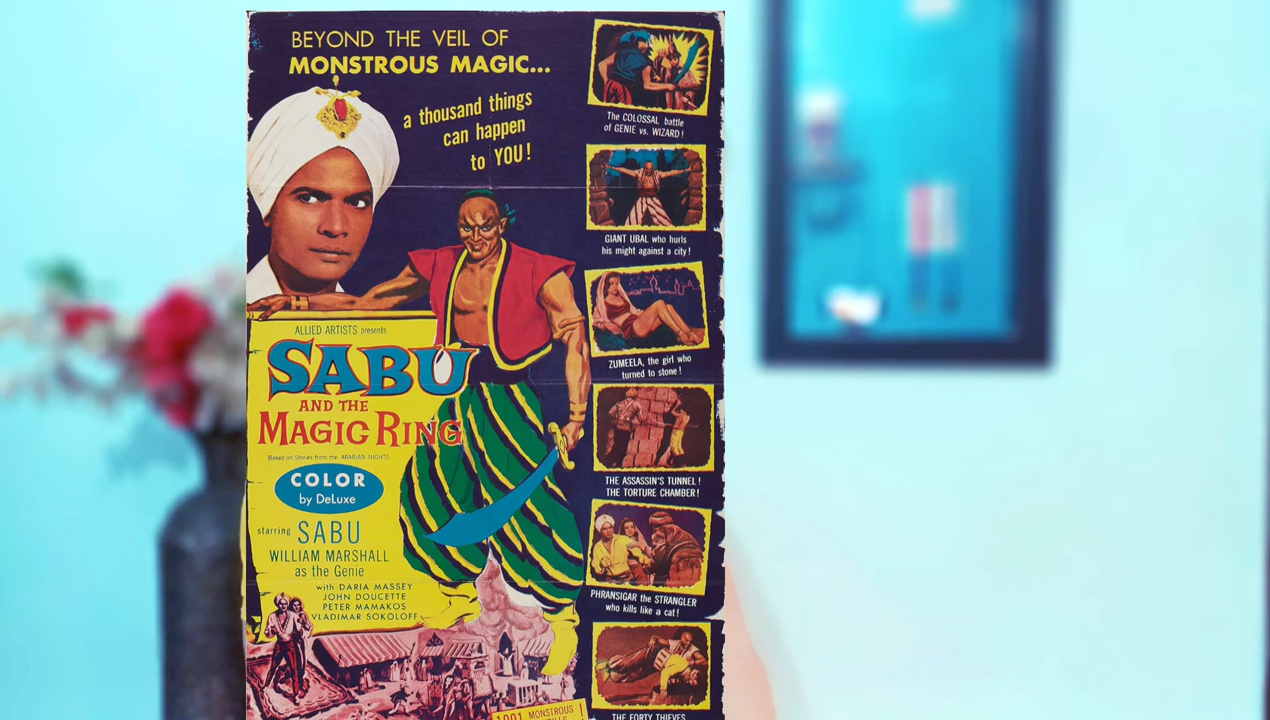 BEYOND THE VEIL OF
MONSTROUS MAGIC...
a thousand things
can happen
to YOU!
ALLIED ARTISTS presents
SABU
AND THE
MAGIC RING
Based on Stories from the ARABIAN NIGHTS
COLOR
by DeLuxe
starring SABU
WILLIAM MARSHALL
as the Genie
with DARIA MASSEY
JOHN DOUCETTE
PETER MAMAKOS
VLADIMAR SOKOLOFF
1001 MONSTROUS
The COLOSSAL battle
of GENIE vs. WIZARD!
GIANT UBAL who hurls
his might against a city!
ZUMEELA, the girl who
turned to stone!
THE ASSASSIN'S TUNNEL!
THE TORTURE CHAMBER!
PHRANSIGAR the STRANGLER
who kills like a cat!
THE FORTY THIEVES